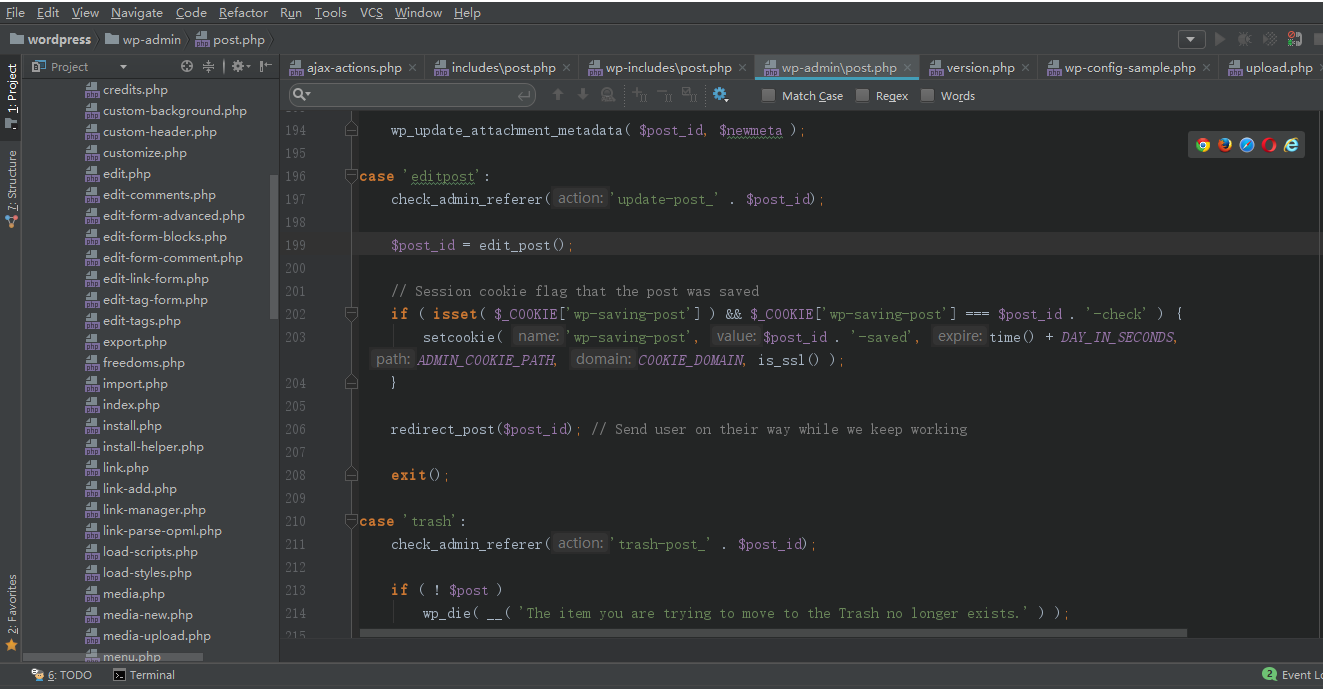 File Edit View Navigate Code Refactor Run Tools VCS Window Help
wordpress wp-admin post.php
1: Project
7: Structure
2: Favorites
Project
credits.php
custom-background.php
custom-header.php
customize.php
edit.php
edit-comments.php
edit-form-advanced.php
edit-form-blocks.php
edit-form-comment.php
edit-link-form.php
edit-tag-form.php
edit-tags.php
export.php
freedoms.php
import.php
index.php
install.php
install-helper.php
link.php
link-add.php
link-manager.php
link-parse-opml.php
load-scripts.php
load-styles.php
media.php
media-new.php
media-upload.php
menu.php
ajax-actions.php includes\post.php wp-includes\post.php wp-admin\post.php version.php wp-config-sample.php upload.php
Match Case Regex Words
194 wp_update_attachment_metadata( $post_id, $newmeta );
195
196 case 'editpost':
197 check_admin_referer( action: 'update-post_' . $post_id);
198
199 $post_id = edit_post();
200
201 // Session cookie flag that the post was saved
202 if ( isset( $_COOKIE['wp-saving-post'] ) && $_COOKIE['wp-saving-post'] === $post_id . '-check' ) {
203 setcookie( name: 'wp-saving-post', value: $post_id . '-saved', expire: time() + DAY_IN_SECONDS,
path: ADMIN_COOKIE_PATH, domain: COOKIE_DOMAIN, is_ssl() );
204 }
205
206 redirect_post($post_id); // Send user on their way while we keep working
207
208 exit();
209
210 case 'trash':
211 check_admin_referer( action: 'trash-post_' . $post_id);
212
213 if ( ! $post )
214 wp_die( __( 'The item you are trying to move to the Trash no longer exists.' ) );
215
6: TODO Terminal
2 Event Lo